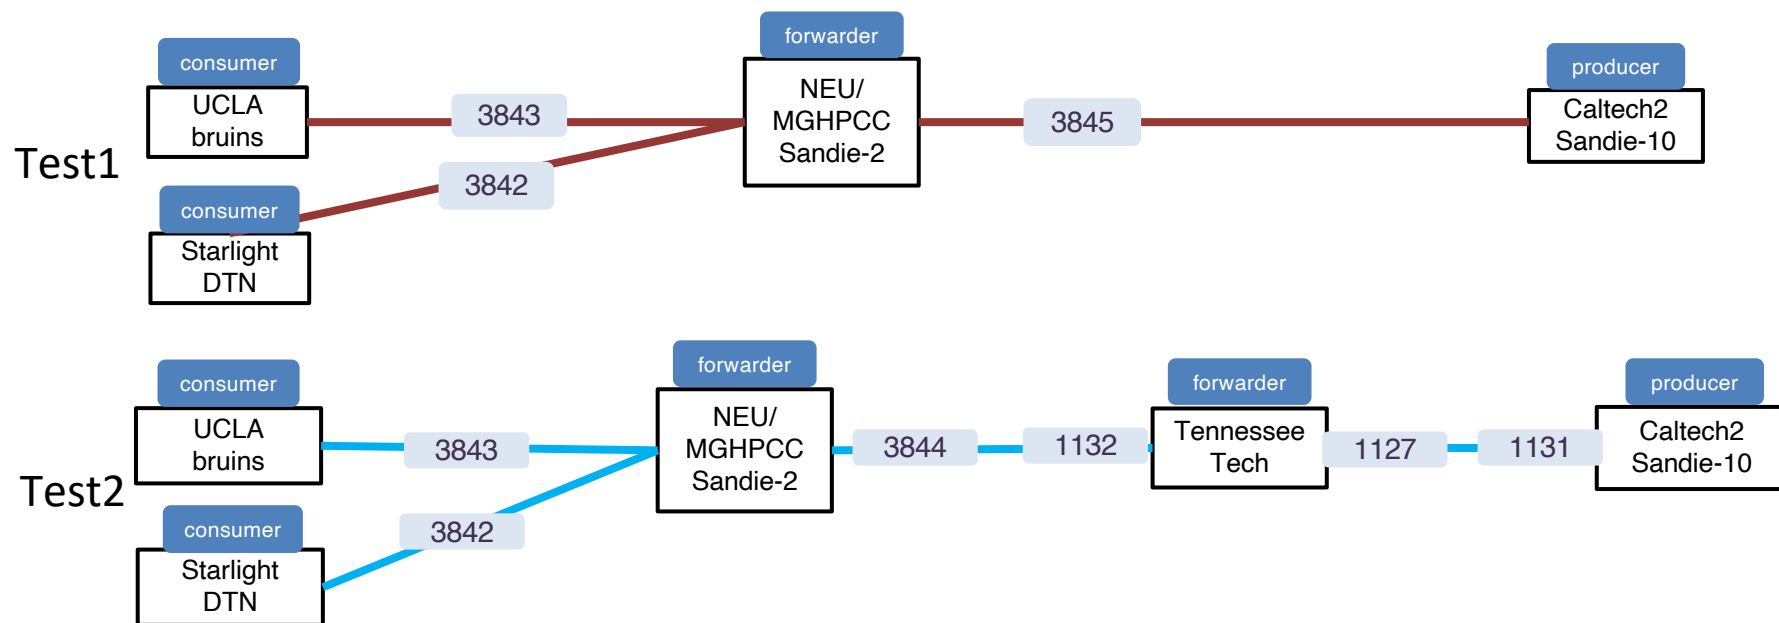 Test1
consumer
UCLA
bruins
3843
consumer
Starlight
DTN
3842
forwarder
NEU/
MGHPCC
Sandie-2
3845
producer
Caltech2
Sandie-10
Test2
consumer
UCLA
bruins
3843
consumer
Starlight
DTN
3842
forwarder
NEU/
MGHPCC
Sandie-2
3844
1132
forwarder
Tennessee
Tech
1127
1131
producer
Caltech2
Sandie-10